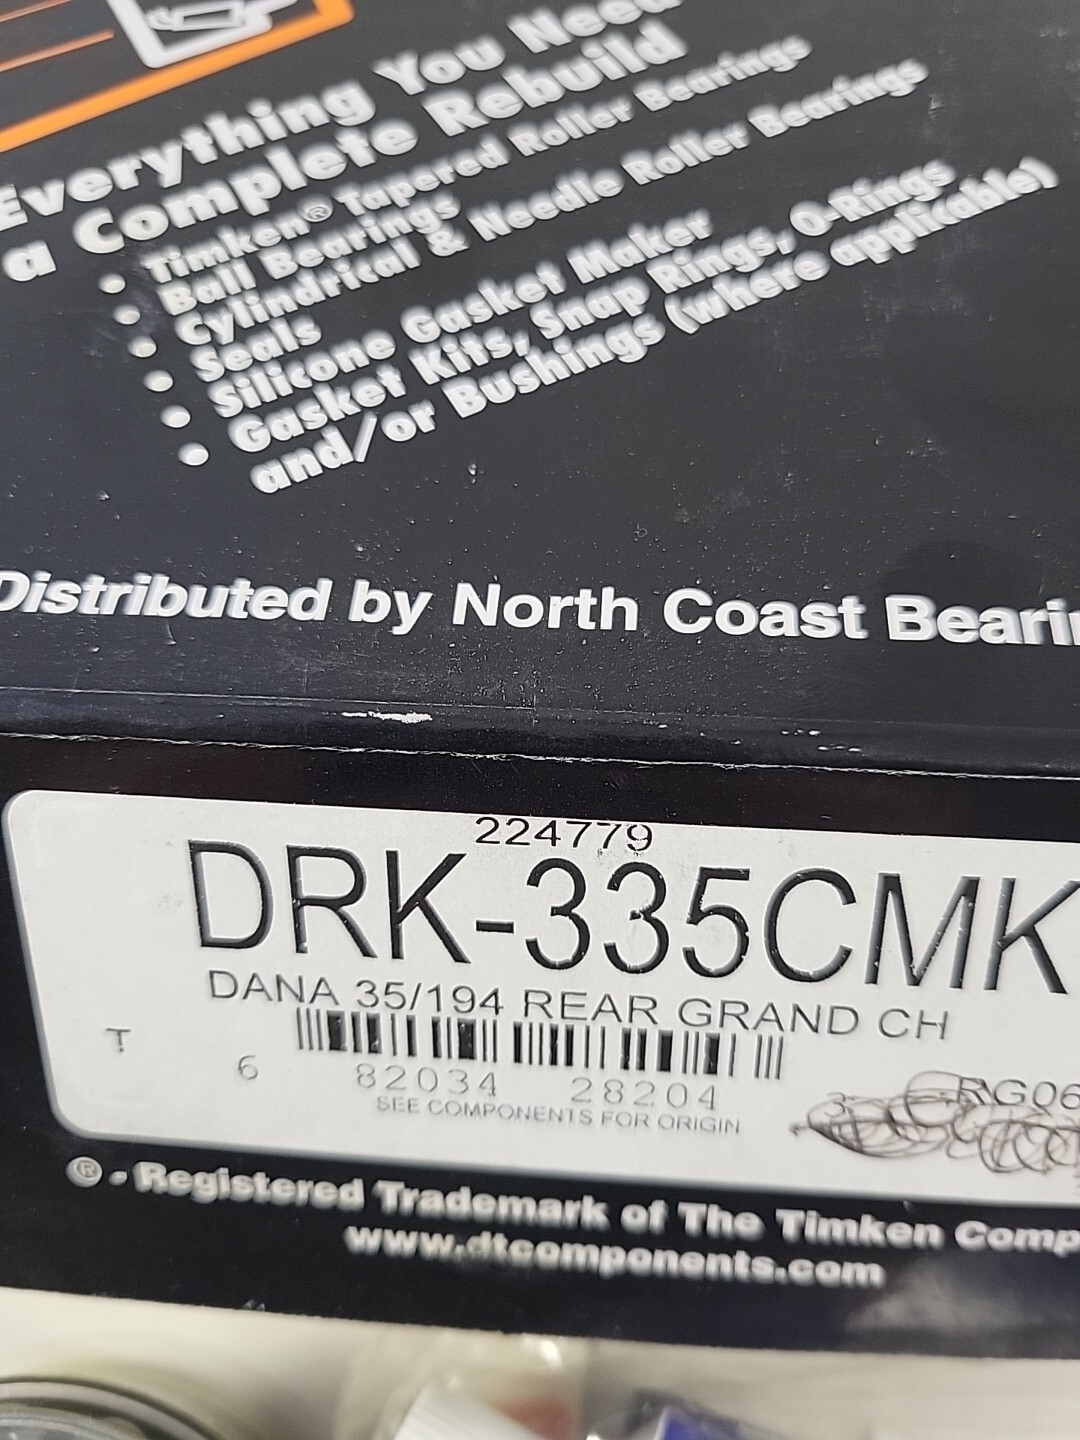 Everything You Need
a Complete Rebuild
• Timken® Tapered Roller Bearings
• Ball Bearings
• Cylindrical & Needle Roller Bearings
• Seals
• Silicone Gasket Maker
• Gasket Kits, Snap Rings, O-Rings
and/or Bushings (where applicable)
Distributed by North Coast Bearin
224779
DRK-335CMK
DANA 35/194 REAR GRAND CH
T
6 82034 28204
SEE COMPONENTS FOR ORIGIN
RG06
® - Registered Trademark of The Timken Comp
www.dtcomponents.com